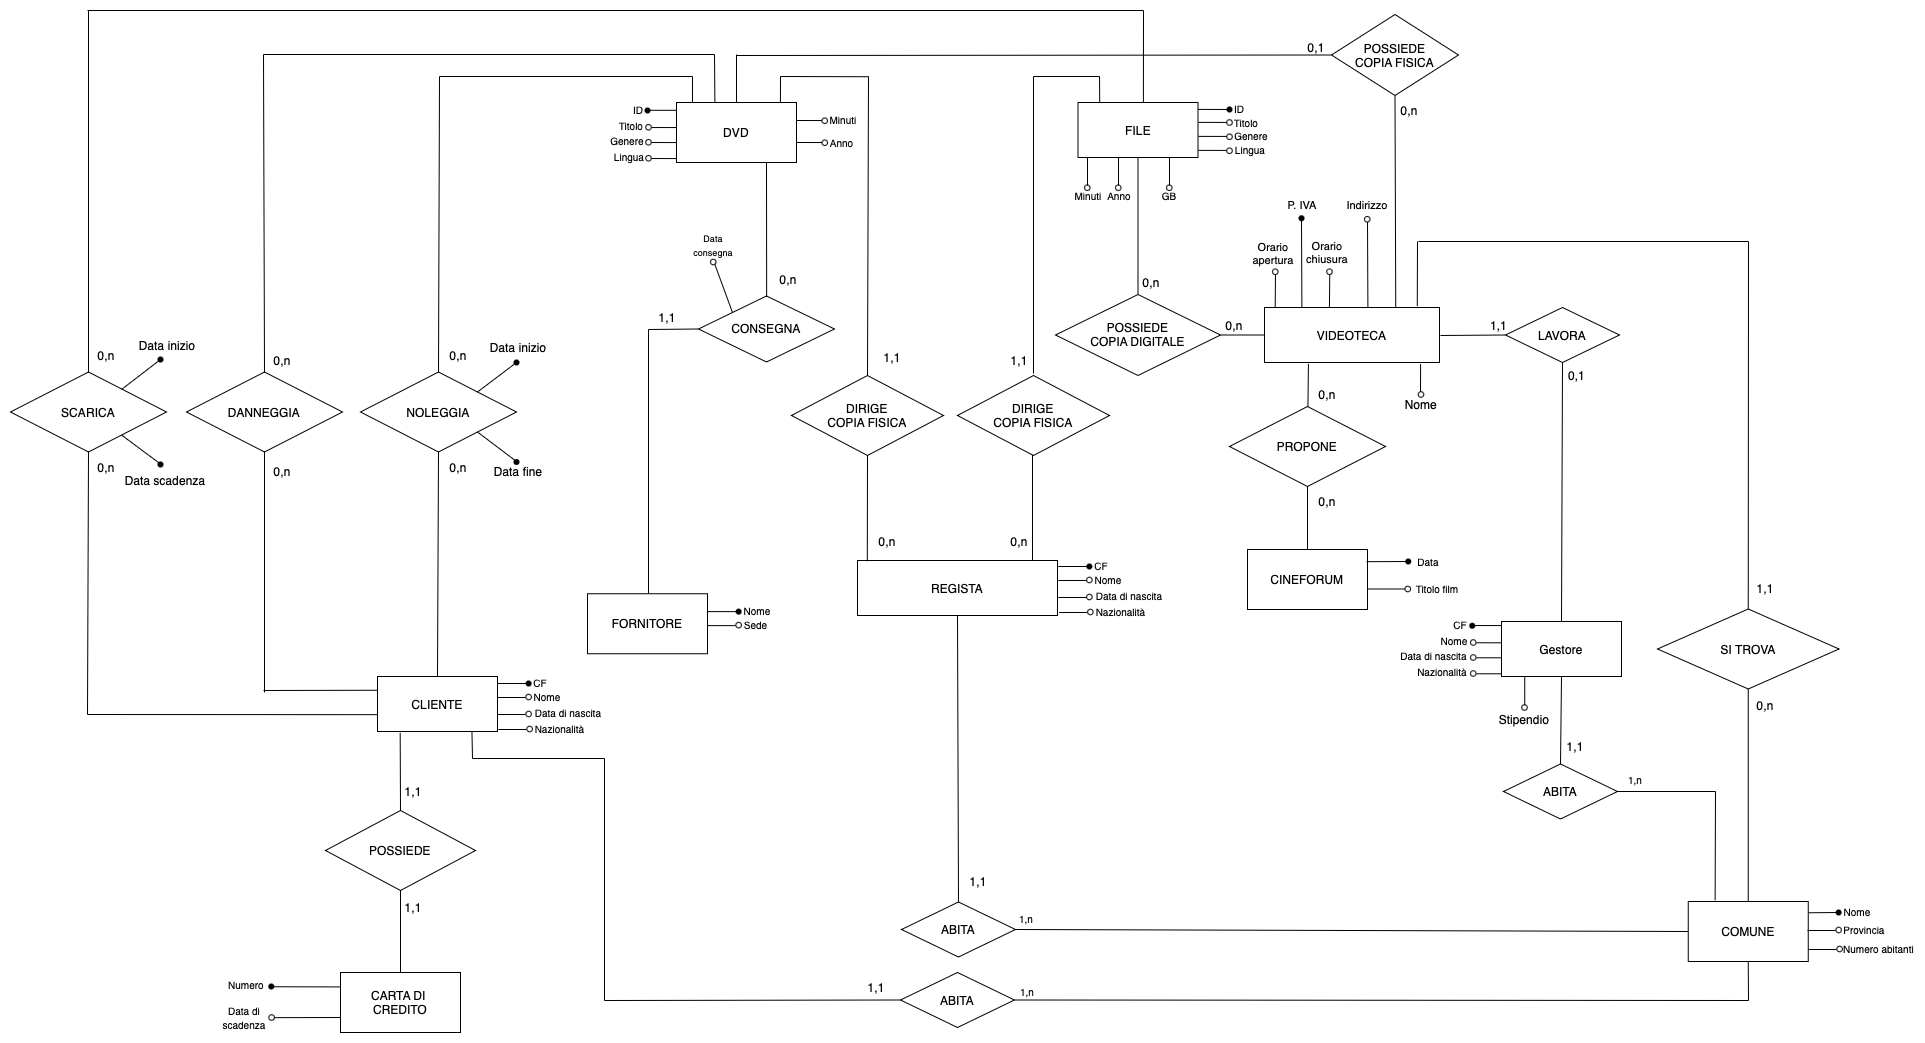 0,1
POSSIEDE
COPIA FISICA
0,n
ID
Titolo
Genere
Lingua
DVD
Minuti
Anno
FILE
ID
Titolo
Genere
Lingua
Minuti
Anno
GB
P. IVA
Indirizzo
Orario
apertura
Orario
chiusura
Data
consegna
0,n
CONSEGNA
1,1
0,n
POSSIEDE
COPIA DIGITALE
0,n
VIDEOTECA
1,1
LAVORA
0,1
Nome
0,n
Data inizio
SCARICA
0,n
Data scadenza
0,n
DANNEGGIA
0,n
0,n
Data inizio
NOLEGGIA
0,n
Data fine
1,1
DIRIGE
COPIA FISICA
0,n
1,1
DIRIGE
COPIA FISICA
0,n
0,n
PROPONE
0,n
CINEFORUM
Data
Titolo film
FORNITORE
Nome
Sede
REGISTA
CF
Nome
Data di nascita
Nazionalità
CF
Nome
Data di nascita
Nazionalità
Gestore
Stipendio
1,1
SI TROVA
0,n
CLIENTE
CF
Nome
Data di nascita
Nazionalità
1,1
ABITA
1,n
1,1
POSSIEDE
1,1
1,1
ABITA
1,n
COMUNE
Nome
Provincia
Numero abitanti
Numero
Data di
scadenza
CARTA DI
CREDITO
1,1
ABITA
1,n